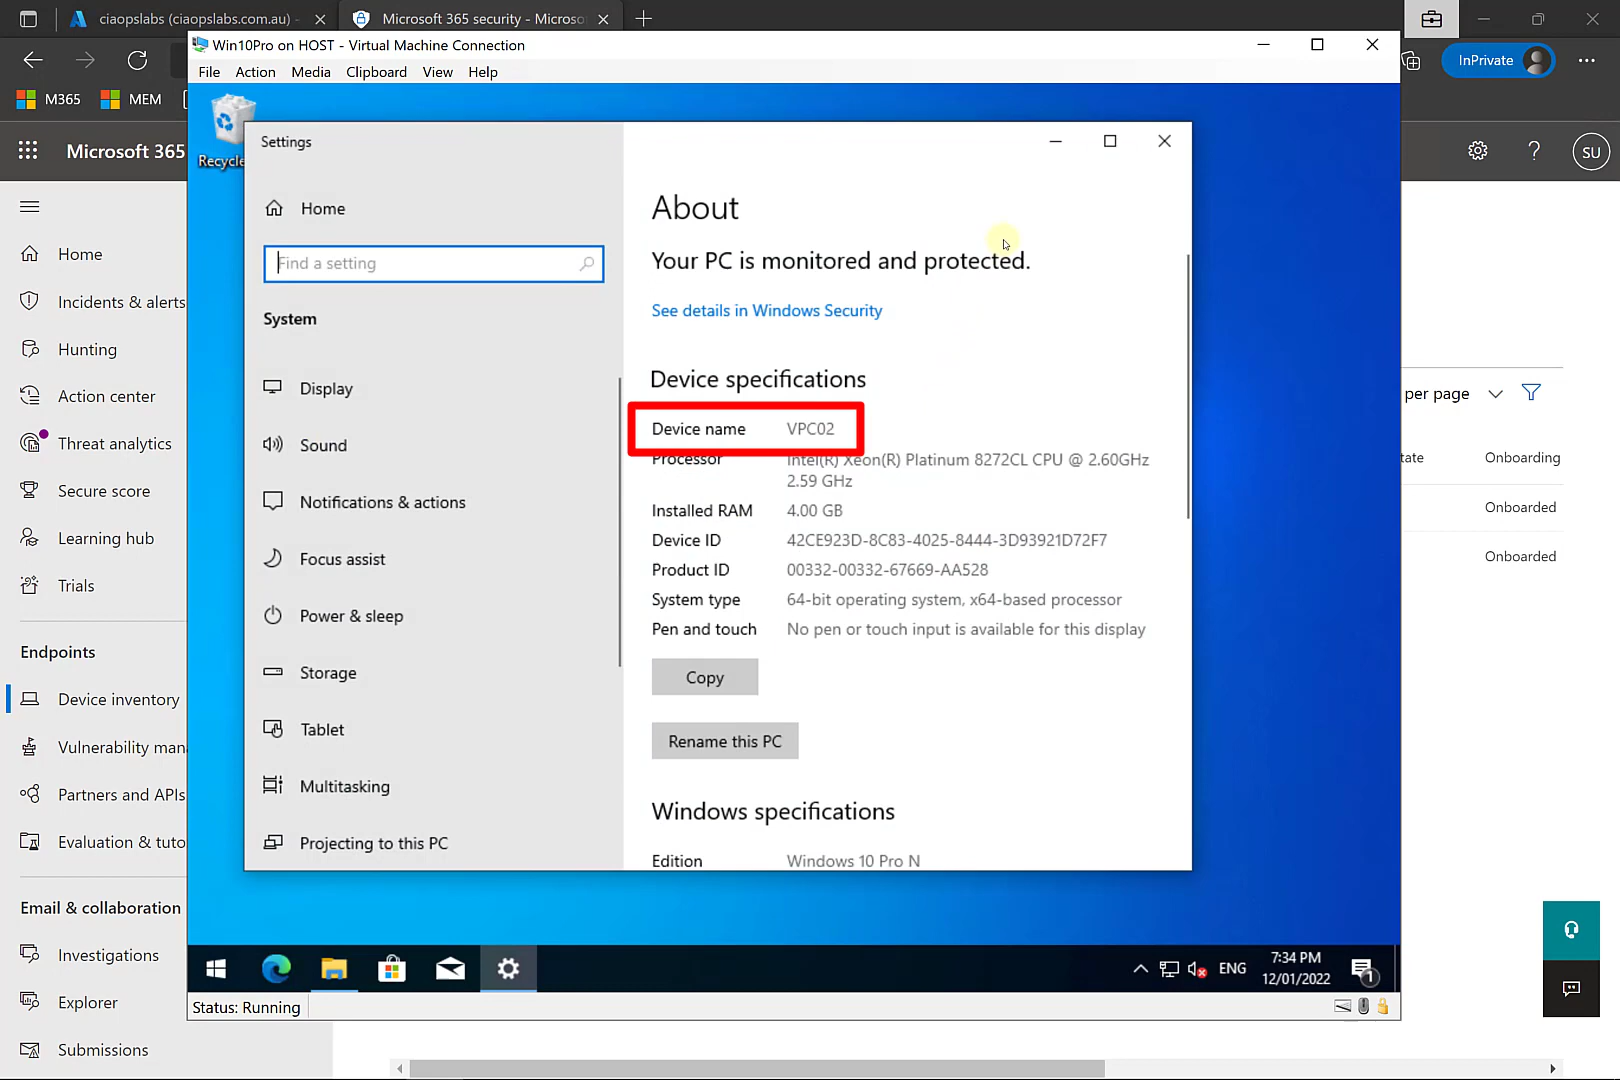 ciaopslabs (ciaopslabs.com.au) -
Microsoft 365 security - Microso
Win10Pro on HOST - Virtual Machine Connection
InPrivate
File Action Media Clipboard View Help
M365 MEM
Microsoft 365
SU
Recycle
Settings
Home
Find a setting
System
Display
Sound
Notifications & actions
Focus assist
Power & sleep
Storage
Tablet
Multitasking
Projecting to this PC
About
Your PC is monitored and protected.
See details in Windows Security
Device specifications
Device name VPC02
Processor Intel(R) Xeon(R) Platinum 8272CL CPU @ 2.60GHz
2.59 GHz
Installed RAM 4.00 GB
Device ID 42CE923D-8C83-4025-8444-3D93921D72F7
Product ID 00332-00332-67669-AA528
System type 64-bit operating system, x64-based processor
Pen and touch No pen or touch input is available for this display
Copy
Rename this PC
Windows specifications
Edition Windows 10 Pro N
Home
Incidents & alerts
Hunting
Action center
Threat analytics
Secure score
Learning hub
Trials
Endpoints
Device inventory
Vulnerability mana
Partners and APIs
Evaluation & tuto
Email & collaboration
Investigations
Explorer
Submissions
per page
tate Onboarding
Onboarded
Onboarded
ENG
7:34 PM
12/01/2022
1
Status: Running